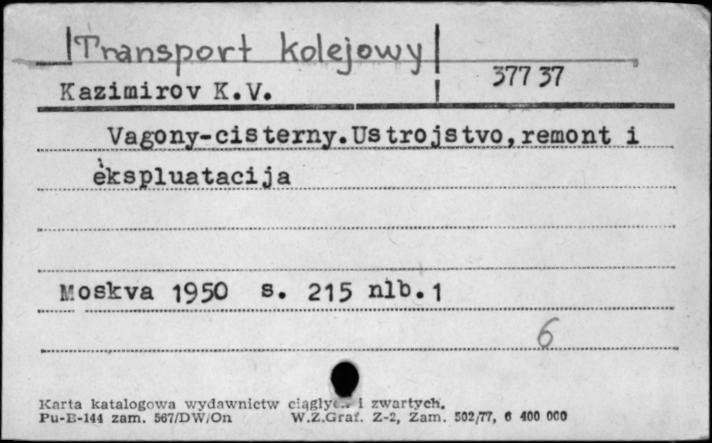 Transport kolejowy
Kazimirov K.V. 377 37
Vagony-cisterny.Ustrojstvo,remont i
èkspluatacija
Moskva 1950 s. 215 nlb.1
6
Karta katalogowa wydawnictw ciągłych i zwartych.
Pu-B-144 zam. 567/DW/On W.Z.Graf. Z-2, Zam. 502/77, 6 400 000